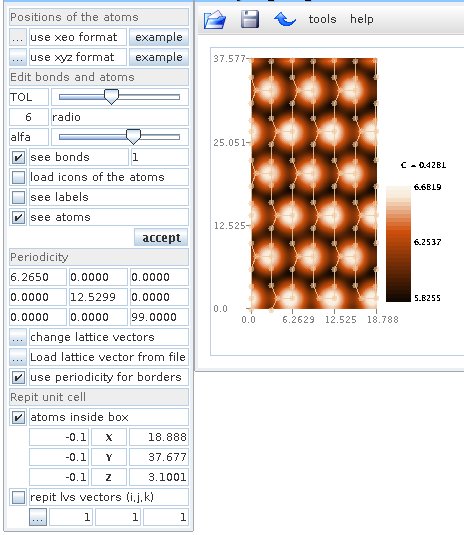 Positions of the atoms
... use xeo format example
... use xyz format example
Edit bonds and atoms
TOL
6 radio
alfa
see bonds 1
load icons of the atoms
see labels
see atoms
accept
Periodicity
6.2650 0.0000 0.0000
0.0000 12.5299 0.0000
0.0000 0.0000 99.0000
... change lattice vectors
... Load lattice vector from file
use periodicity for borders
Repit unit cell
atoms inside box
-0.1 X 18.888
-0.1 Y 37.677
-0.1 Z 3.1001
repit lvs vectors (i,j,k)
... 1 1 1
tools help
37.577
25.051
12.525
0.0
0.0 6.2629 12.525 18.788
C = 0.4281
6.6819
6.2537
5.8255